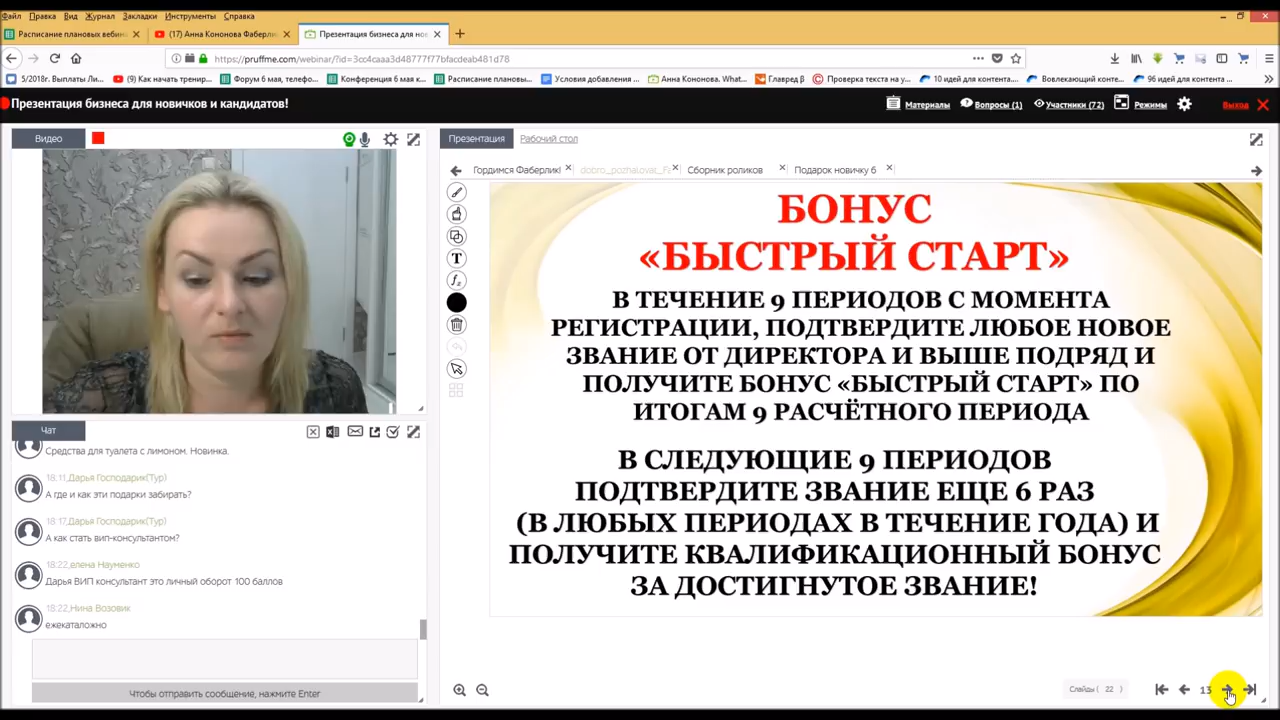 Файл Правка Вид Журнал Закладки Инструменты Справка
Расписание плановых вебин
(17) Анна Кононова Фаберли
Презентация бизнеса для нов
https://pruffme.com/webinar/?id=3cc4caaa3d48777f77bfacdeab481d78
5/2018г. Выплаты Ли...
(9) Как начать тренир...
Форум 6 мая, телефо...
Конференция 6 мая к...
Расписание плановы...
Условия добавления ...
Анна Кононова. What...
Главред β
Проверка текста на у...
10 идей для контента...
Вовлекающий контен...
96 идей для контента ...
Презентация бизнеса для новичков и кандидатов!
Материалы
Вопросы (1)
Участники (72)
Режимы
Выход
Видео
Презентация
Рабочий стол
Гордимся Фаберлик!
dobro_pozhalovat_Fa
Сборник роликов
Подарок новичку 6
БОНУС
«БЫСТРЫЙ СТАРТ»
В ТЕЧЕНИЕ 9 ПЕРИОДОВ С МОМЕНТА
РЕГИСТРАЦИИ, ПОДТВЕРДИТЕ ЛЮБОЕ НОВОЕ
ЗВАНИЕ ОТ ДИРЕКТОРА И ВЫШЕ ПОДРЯД И
ПОЛУЧИТЕ БОНУС «БЫСТРЫЙ СТАРТ» ПО
ИТОГАМ 9 РАСЧЁТНОГО ПЕРИОДА
В СЛЕДУЮЩИЕ 9 ПЕРИОДОВ
ПОДТВЕРДИТЕ ЗВАНИЕ ЕЩЕ 6 РАЗ
(В ЛЮБЫХ ПЕРИОДАХ В ТЕЧЕНИЕ ГОДА) И
ПОЛУЧИТЕ КВАЛИФИКАЦИОННЫЙ БОНУС
ЗА ДОСТИГНУТОЕ ЗВАНИЕ!
Чат
Средства для туалета с лимоном. Новинка.
18:11, Дарья Господарик(Тур)
А где и как эти подарки забирать?
18:17, Дарья Господарик(Тур)
А как стать вип-консультантом?
18:22, елена Науменко
Дарья ВИП консультант это личный оборот 100 баллов
18:22, Нина Возовик
ежекаталожно
Чтобы отправить сообщение, нажмите Enter
Слайды ( 22 )
13